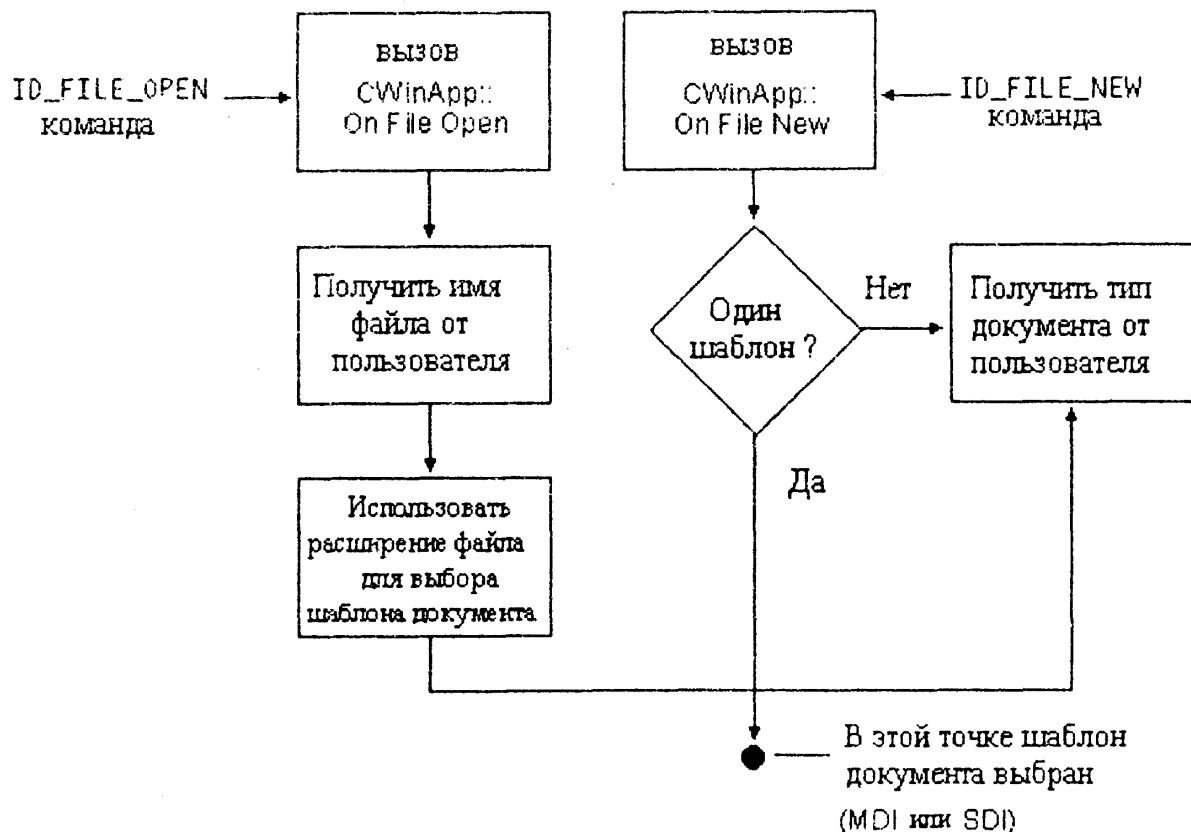 вызов
CWinApp::
On File Open
ID_FILE_OPEN
команда
вызов
CWinApp::
On File New
ID_FILE_NEW
команда
Получить имя
файла от
пользователя
Один
шаблон ?
Нет
Получить тип
документа от
пользователя
Да
Использовать
расширение файла
для выбора
шаблона документа
В этой точке шаблон
документа выбран
(MDI или SDI)